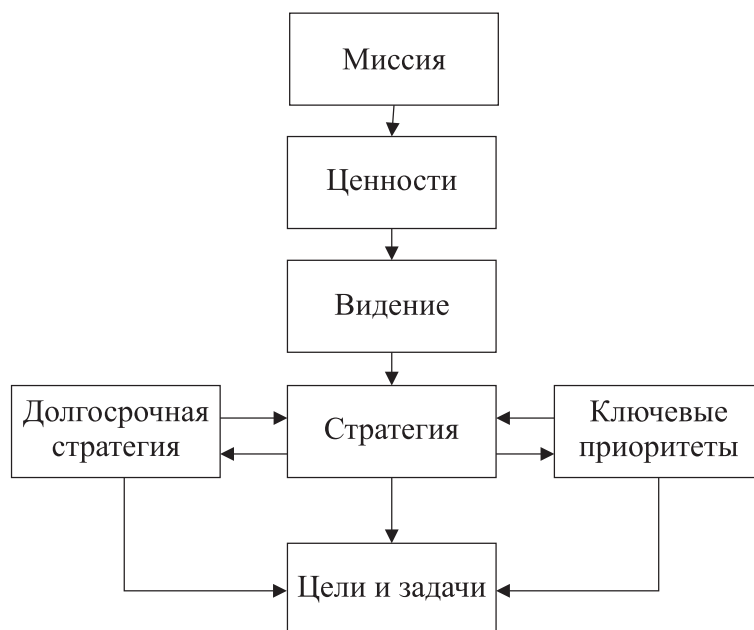 Миссия
Ценности
Видение
Долгосрочная
стратегия
Стратегия
Ключевые
приоритеты
Цели и задачи